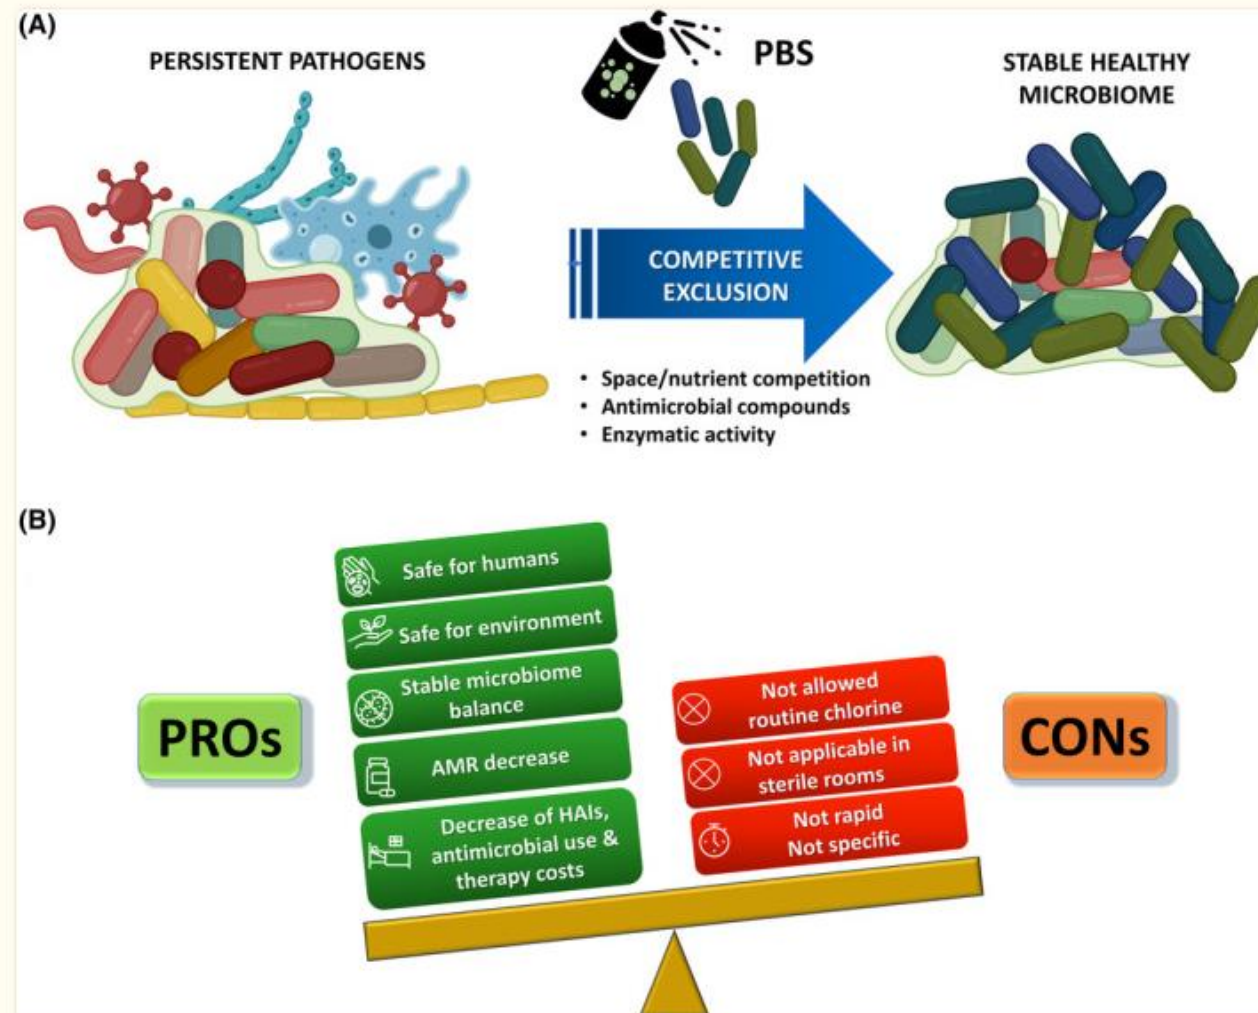 (A)
PERSISTENT PATHOGENS
PBS
STABLE HEALTHY
MICROBIOME
COMPETITIVE
EXCLUSION
• Space/nutrient competition
• Antimicrobial compounds
• Enzymatic activity
(B)
PROs
Safe for humans
Safe for environment
Stable microbiome
balance
AMR decrease
Decrease of HAIs,
antimicrobial use &
therapy costs
Not allowed
routine chlorine
Not applicable in
sterile rooms
Not rapid
Not specific
CONs